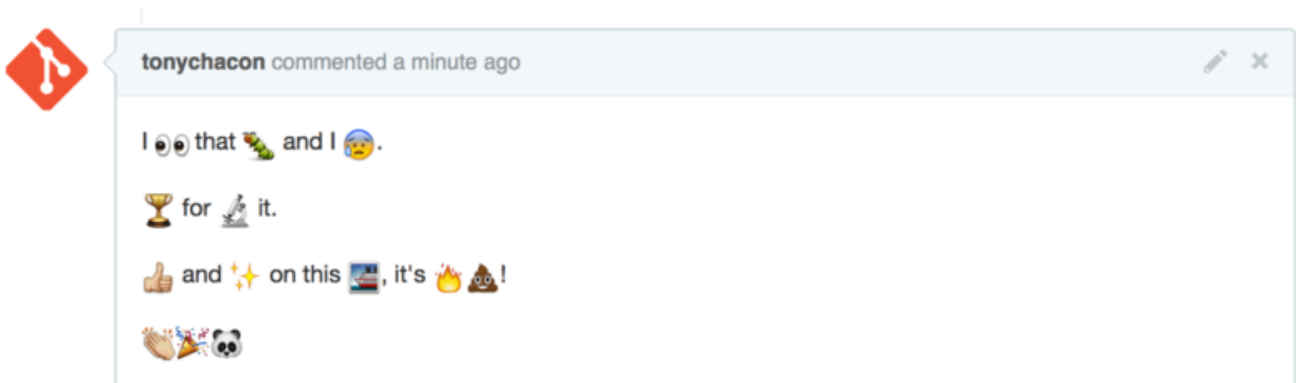 tonychacon commented a minute ago
I 👀 that 🐛 and I 😰.
🏆 for 🔬 it.
👍 and ✨ on this 🚢, it's 🔥💩!
👏🎉🐼